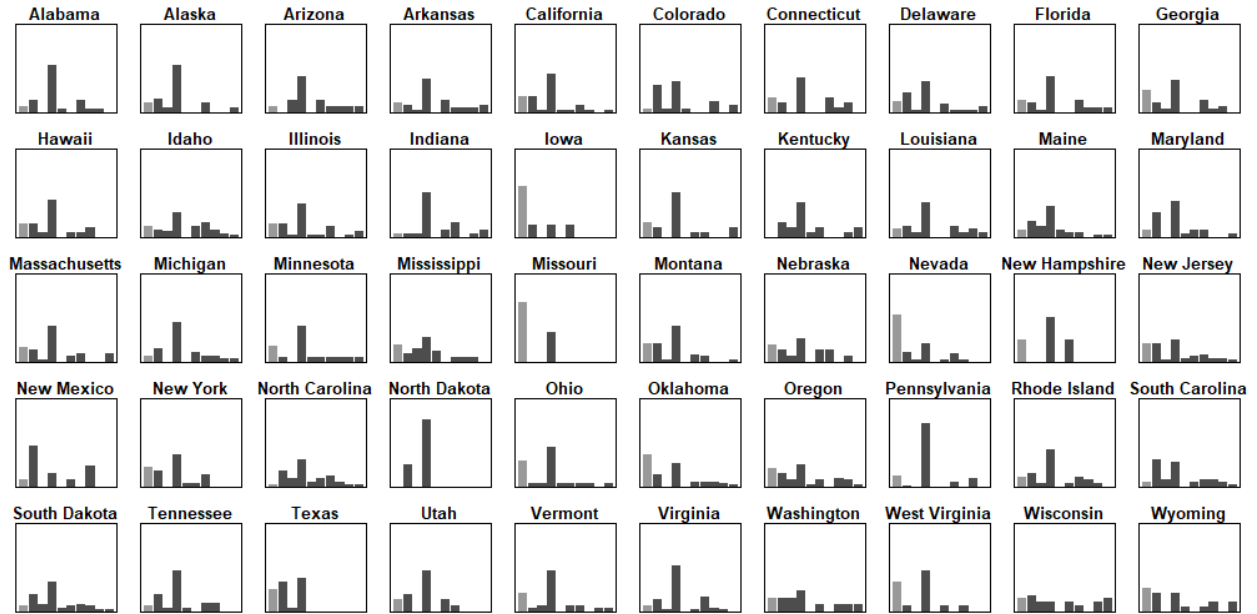 Alabama Alaska Arizona Arkansas California Colorado Connecticut Delaware Florida Georgia
Hawaii Idaho Illinois Indiana Iowa Kansas Kentucky Louisiana Maine Maryland
Massachusetts Michigan Minnesota Mississippi Missouri Montana Nebraska Nevada New Hampshire New Jersey
New Mexico New York North Carolina North Dakota Ohio Oklahoma Oregon Pennsylvania Rhode Island South Carolina
South Dakota Tennessee Texas Utah Vermont Virginia Washington West Virginia Wisconsin Wyoming